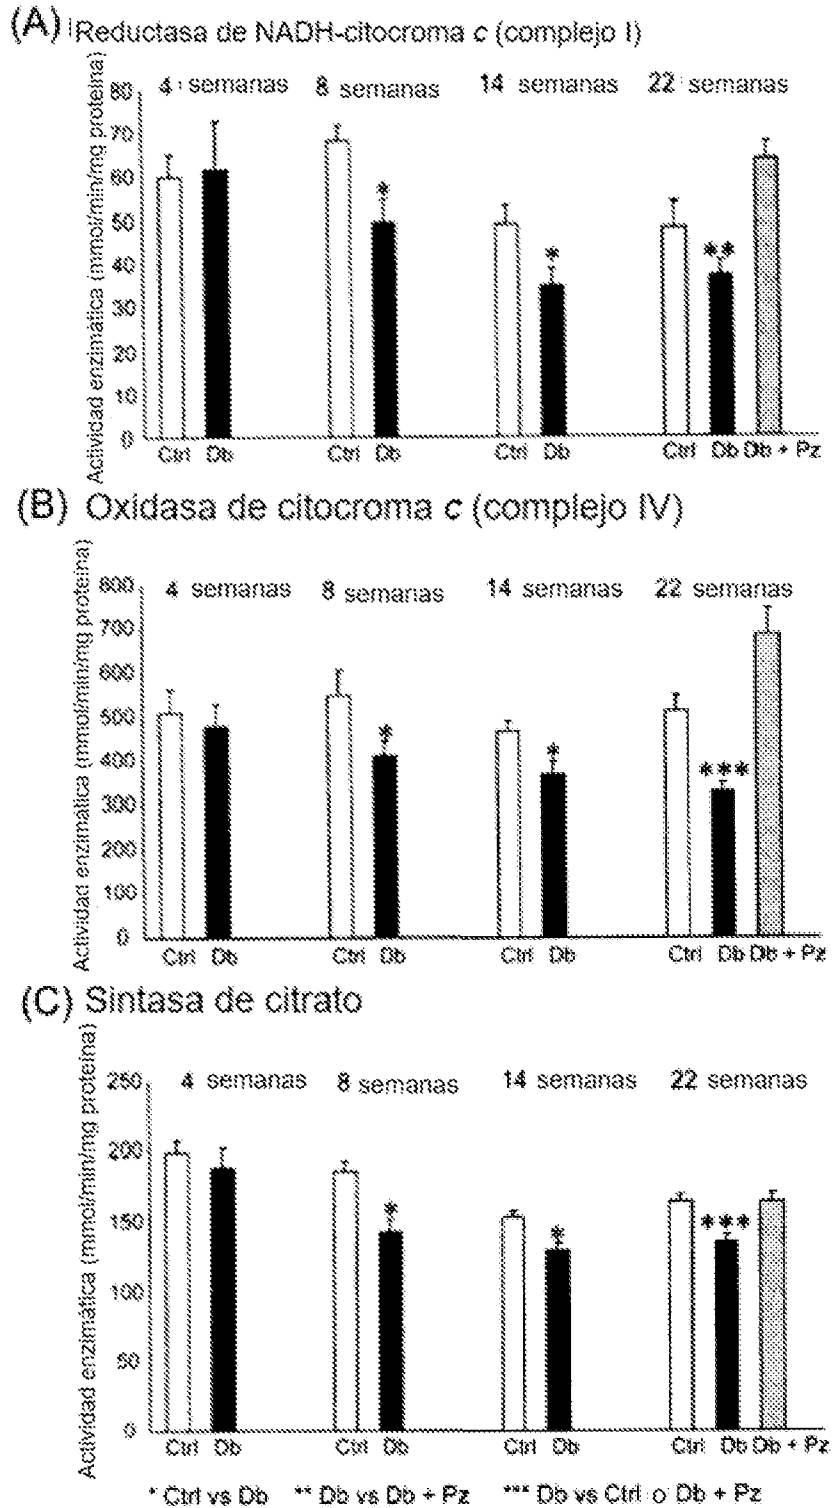 (A) Reductasa de NADH-citocroma c (complejo I)
Actividad enzimática (mmol/min/mg proteína)
4 semanas 8 semanas 14 semanas 22 semanas
80
70
60
50
40
30
20
10
0
* * **
Ctrl Db Ctrl Db Ctrl Db Ctrl Db Db + Pz
(B) Oxidasa de citocroma c (complejo IV)
Actividad enzimática (mmol/min/mg proteína)
4 semanas 8 semanas 14 semanas 22 semanas
800
700
600
500
400
300
200
100
0
* * ***
Ctrl Db Ctrl Db Ctrl Db Ctrl Db Db + Pz
(C) Sintasa de citrato
Actividad enzimática (mmol/min/mg proteína)
4 semanas 8 semanas 14 semanas 22 semanas
250
200
150
100
50
0
* * ***
Ctrl Db Ctrl Db Ctrl Db Ctrl Db Db + Pz
* Ctrl vs Db ** Db vs Db + Pz *** Db vs Ctrl o Db + Pz